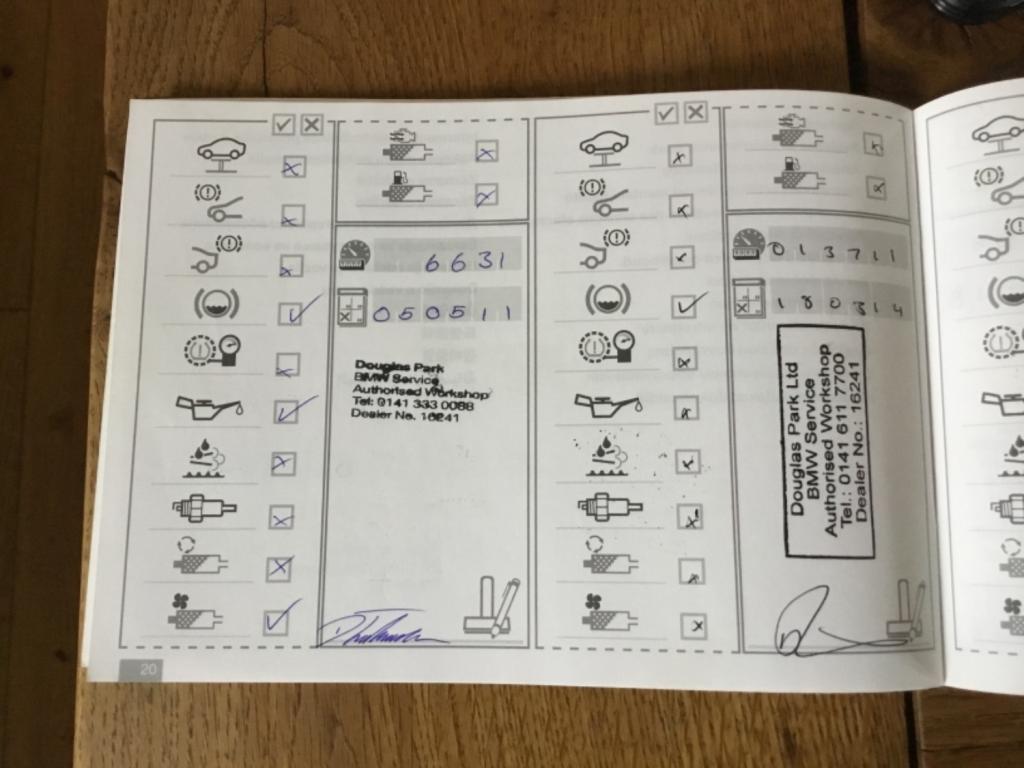 6631
050511
Douglas Park
BMW Service
Authorised Workshop
Tel: 0141 333 0088
Dealer No. 16241
20
013711
180314
Douglas Park Ltd
BMW Service
Authorised Workshop
Tel.: 0141 611 7700
Dealer No.: 16241